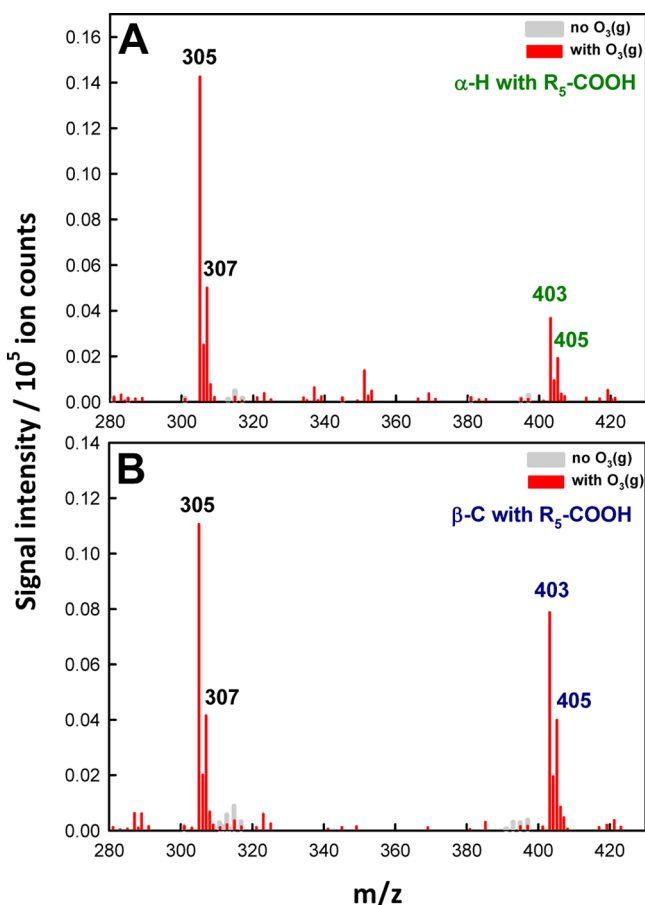 A
no O₃(g)
with O₃(g)
α-H with R₅-COOH
305
307
403
405
0.16
0.14
0.12
0.10
0.08
0.06
0.04
0.02
0.00
280 300 320 340 360 380 400 420
B
no O₃(g)
with O₃(g)
β-C with R₅-COOH
305
307
403
405
0.14
0.12
0.10
0.08
0.06
0.04
0.02
0.00
280 300 320 340 360 380 400 420
Signal intensity / 10⁵ ion counts
m/z